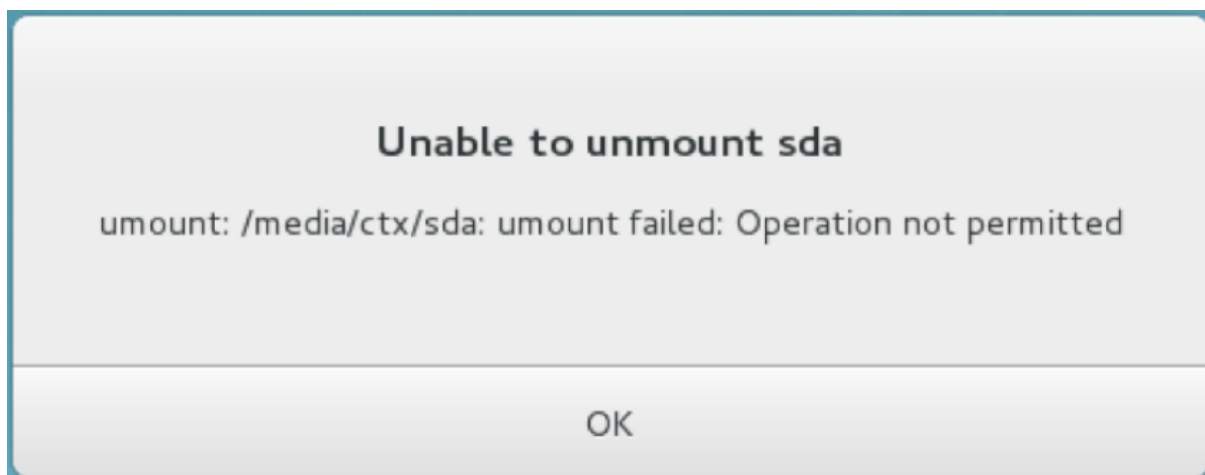 Unable to unmount sda
umount: /media/ctx/sda: umount failed: Operation not permitted
OK